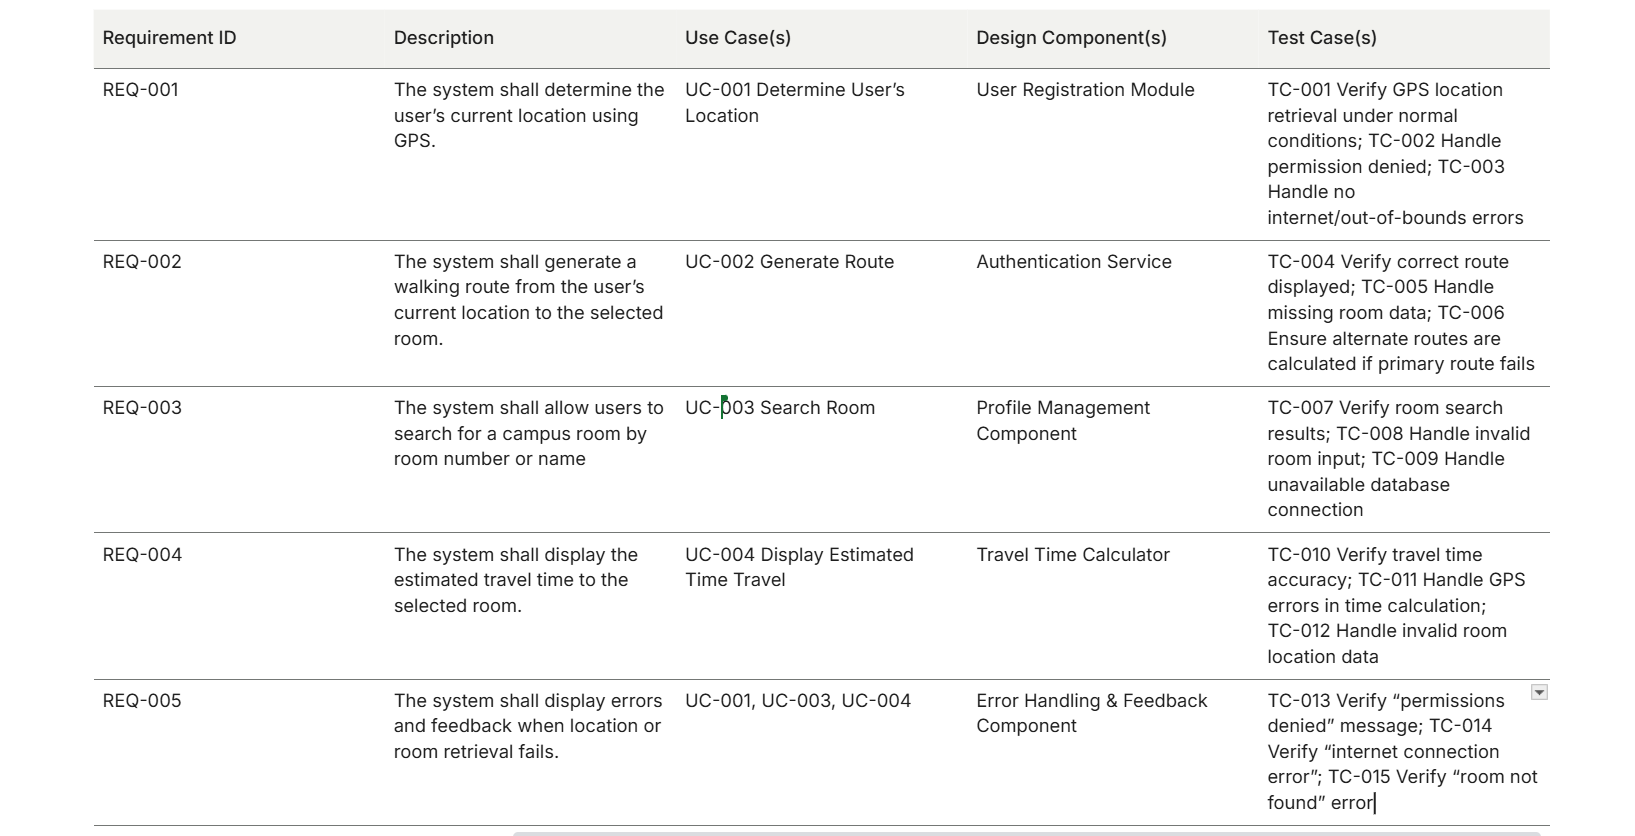 Requirement ID
Description
Use Case(s)
Design Component(s)
Test Case(s)
REQ-001
The system shall determine the
user’s current location using
GPS.
UC-001 Determine User’s
Location
User Registration Module
TC-001 Verify GPS location
retrieval under normal
conditions; TC-002 Handle
permission denied; TC-003
Handle no
internet/out-of-bounds errors
REQ-002
The system shall generate a
walking route from the user’s
current location to the selected
room.
UC-002 Generate Route
Authentication Service
TC-004 Verify correct route
displayed; TC-005 Handle
missing room data; TC-006
Ensure alternate routes are
calculated if primary route fails
REQ-003
The system shall allow users to
search for a campus room by
room number or name
UC-003 Search Room
Profile Management
Component
TC-007 Verify room search
results; TC-008 Handle invalid
room input; TC-009 Handle
unavailable database
connection
REQ-004
The system shall display the
estimated travel time to the
selected room.
UC-004 Display Estimated
Time Travel
Travel Time Calculator
TC-010 Verify travel time
accuracy; TC-011 Handle GPS
errors in time calculation;
TC-012 Handle invalid room
location data
REQ-005
The system shall display errors
and feedback when location or
room retrieval fails.
UC-001, UC-003, UC-004
Error Handling & Feedback
Component
TC-013 Verify “permissions
denied” message; TC-014
Verify “internet connection
error”; TC-015 Verify “room not
found” error